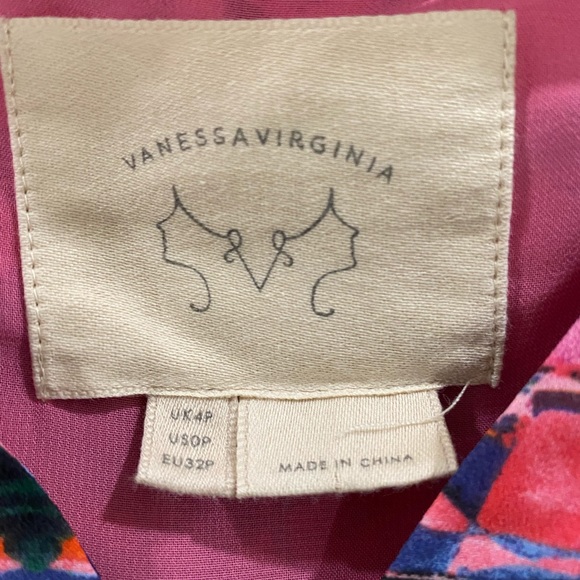 VANESSAVIRGINIA
UK4P
US0P
EU32P
MADE IN CHINA